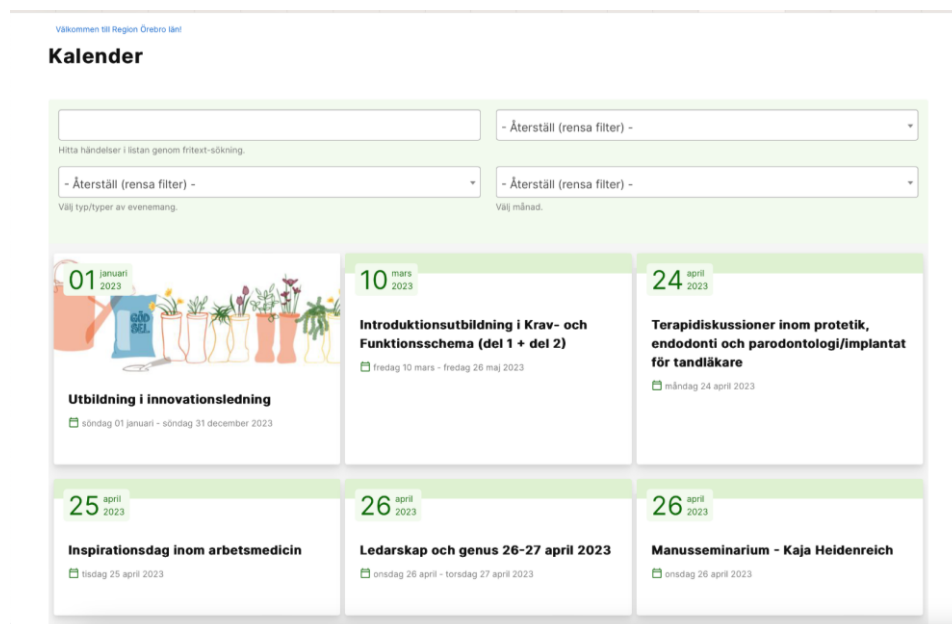 Välkommen till Region Örebro län!
Kalender
- Återställ (rensa filter) -
Hitta händelser i listan genom fritext-sökning.
- Återställ (rensa filter) -
- Återställ (rensa filter) -
Välj typ/typer av evenemang.
Välj månad.
01 januari 2023
GÖD
SEL
Utbildning i innovationsledning
söndag 01 januari - söndag 31 december 2023
10 mars 2023
Introduktionsutbildning i Krav- och
Funktionsschema (del 1 + del 2)
fredag 10 mars - fredag 26 maj 2023
24 april 2023
Terapidiskussioner inom protetik,
endodonti och parodontologi/implantat
för tandläkare
måndag 24 april 2023
25 april 2023
Inspirationsdag inom arbetsmedicin
tisdag 25 april 2023
26 april 2023
Ledarskap och genus 26-27 april 2023
onsdag 26 april - torsdag 27 april 2023
26 april 2023
Manusseminarium - Kaja Heidenreich
onsdag 26 april 2023